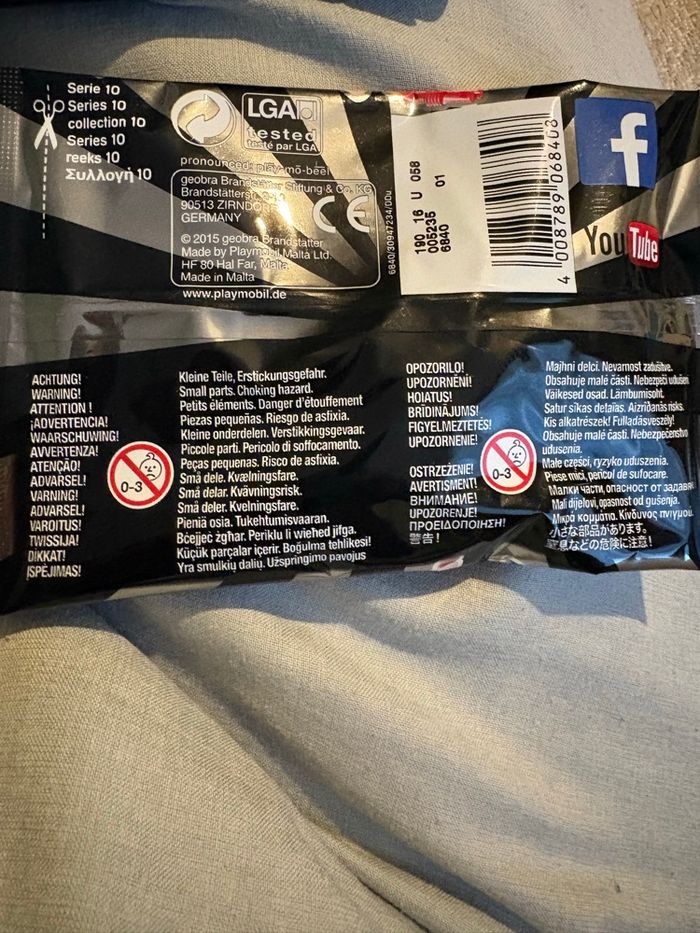 Serie 10
Series 10
collection 10
Series 10
reeks 10
Συλλογή 10
LGA
tested
testé par LGA
pronounced: play-mō-beel
geobra Brandstätter Stiftung & Co. KG
Brandstätterstr.
90513 ZIRNDORF
GERMANY
CE
© 2015 geobra Brandstätter
Made by Playmobil Malta Ltd.
HF 80 Hal Far, Malta
Made in Malta
www.playmobil.de
6840/30947234/00u
190 16 U 058
005235 01
6840
4 008789 068408
f
YouTube
ACHTUNG!
WARNING!
ATTENTION !
¡ADVERTENCIA!
WAARSCHUWING!
AVVERTENZA!
ATENÇÃO!
ADVARSEL!
VARNING!
ADVARSEL!
VAROITUS!
TWISSIJA!
DIKKAT!
ĮSPĖJIMAS!
0-3
Kleine Teile, Erstickungsgefahr.
Small parts. Choking hazard.
Petits éléments. Danger d'étouffement
Piezas pequeñas. Riesgo de asfixia.
Kleine onderdelen. Verstikkingsgevaar.
Piccole parti. Pericolo di soffocamento.
Peças pequenas. Risco de asfixia.
Små dele. Kvælningsfare.
Små delar. Kvävningsrisk.
Små deler. Kvelningsfare.
Pieniä osia. Tukehtumisvaaran.
Bċejjeċ żgħar. Periklu li wieħed jifga.
Küçük parçalar içerir. Boğulma tehlikesi!
Yra smulkių dalių. Užspringimo pavojus
OPOZORILO!
UPOZORNĚNÍ!
HOIATUS!
BRĪDINĀJUMS!
FIGYELMEZTETÉS!
UPOZORNENIE!
OSTRZEŻENIE!
AVERTISMENT!
ВНИМАНИЕ!
UPOZORENJE!
ΠΡΟΕΙΔΟΠΟΙΗΣΗ!
警告！
0-3
Majhni delci. Nevarnost zadušitve.
Obsahuje malé části. Nebezpečí udušení
Väikesed osad. Lämbumisoht.
Satur sīkas detaļas. Aizrīšanās risks.
Kis alkatrészek! Fulladásveszély!
Obsahuje malé časti. Nebezpečenstvo
udusenia.
Małe części, ryzyko uduszenia.
Piese mici, pericol de sufocare.
Малки части, опасност от задавя
Mali dijelovi, opasnost od gušenja.
Μικρά κομμάτια. Κίνδυνος πνιγμού.
小さな部品があります。
窒息などの危険に注意！